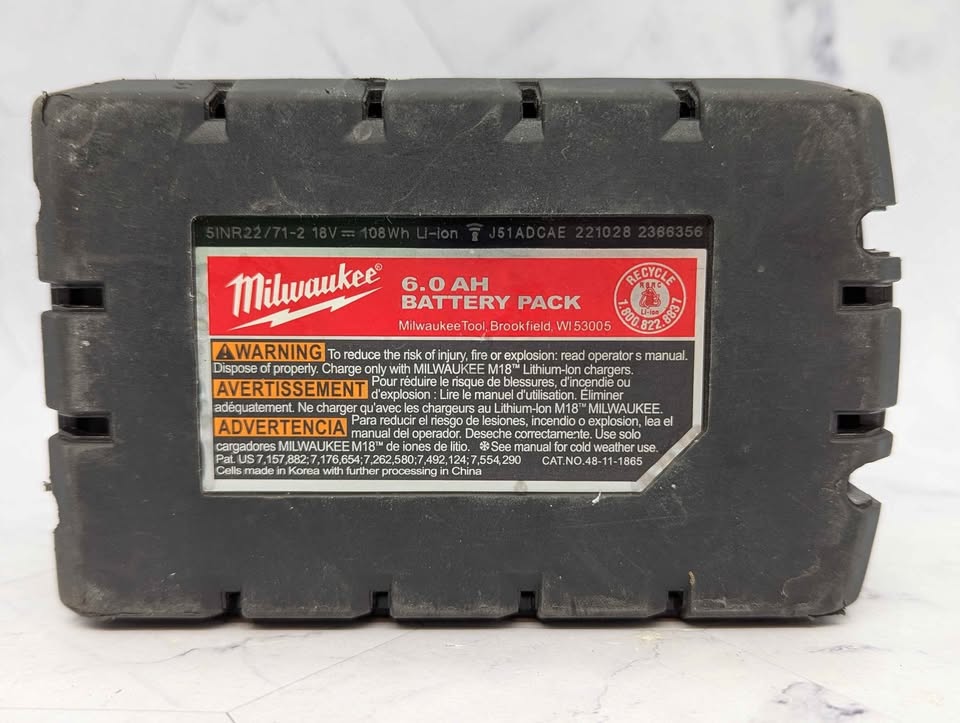 5INR22/71-2 18V ⎓ 108Wh Li-ion J51ADCAE 221028 2366356
Milwaukee®
6.0 AH
BATTERY PACK
Milwaukee Tool, Brookfield, WI 53005
RECYCLE
RBRC
Li-ion
1.800.822.8837
⚠WARNING To reduce the risk of injury, fire or explosion: read operator s manual.
Dispose of properly. Charge only with MILWAUKEE M18™ Lithium-Ion chargers.
AVERTISSEMENT Pour réduire le risque de blessures, d'incendie ou
d'explosion : Lire le manuel d'utilisation. Éliminer
adéquatement. Ne charger qu'avec les chargeurs au Lithium-Ion M18™ MILWAUKEE.
ADVERTENCIA Para reducir el riesgo de lesiones, incendio o explosión, lea el
manual del operador. Deseche correctamente. Use solo
cargadores MILWAUKEE M18™ de iones de litio. ❄See manual for cold weather use.
Pat. US 7,157,882;7,176,654;7,262,580;7,492,124;7,554,290 CAT.NO.48-11-1865
Cells made in Korea with further processing in China